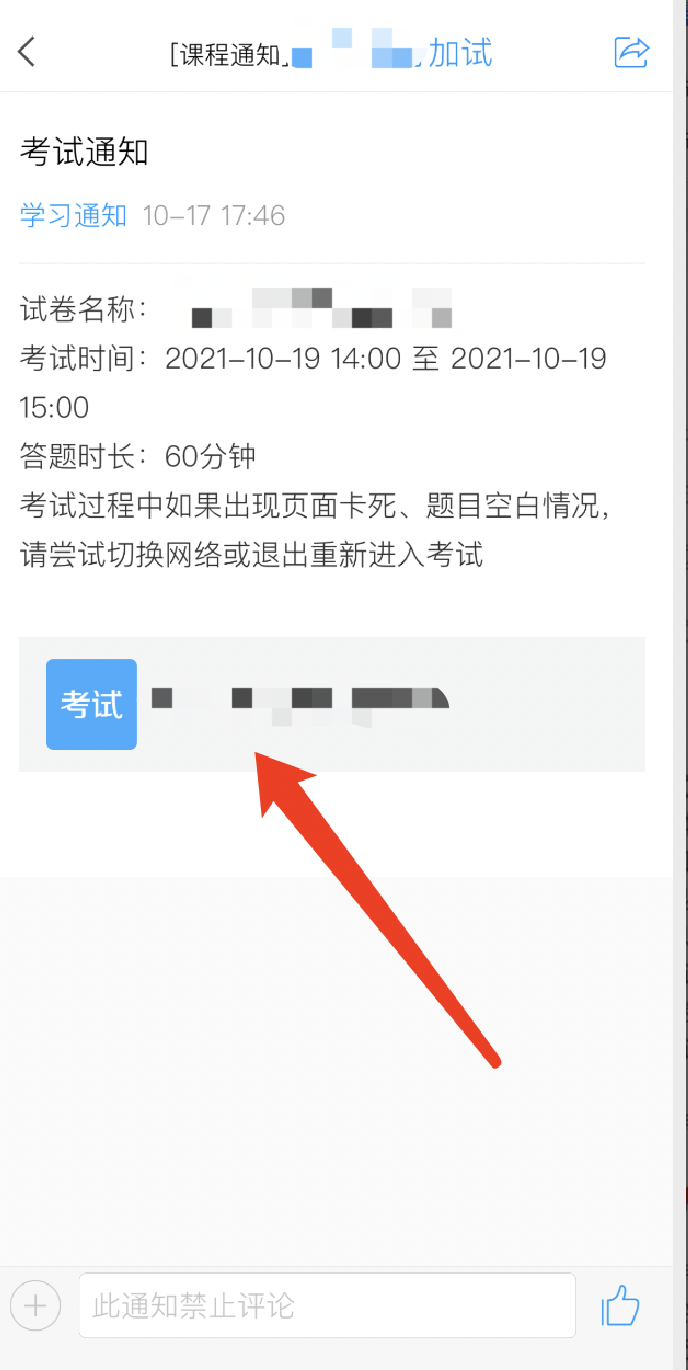 [课程通知]
加试
考试通知
学习通知 10-17 17:46
试卷名称：
考试时间：2021-10-19 14:00 至 2021-10-19
15:00
答题时长：60分钟
考试过程中如果出现页面卡死、题目空白情况，
请尝试切换网络或退出重新进入考试
考试
此通知禁止评论